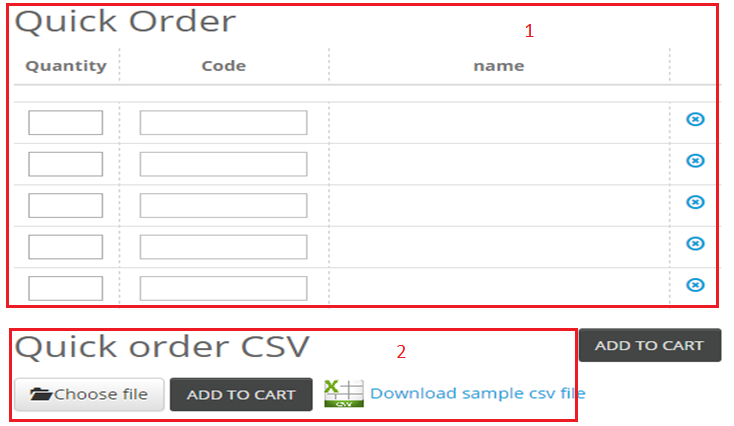 Quick Order
1
Quantity Code name
Quick order CSV
2
ADD TO CART
Choose file
ADD TO CART
CSV
Download sample csv file